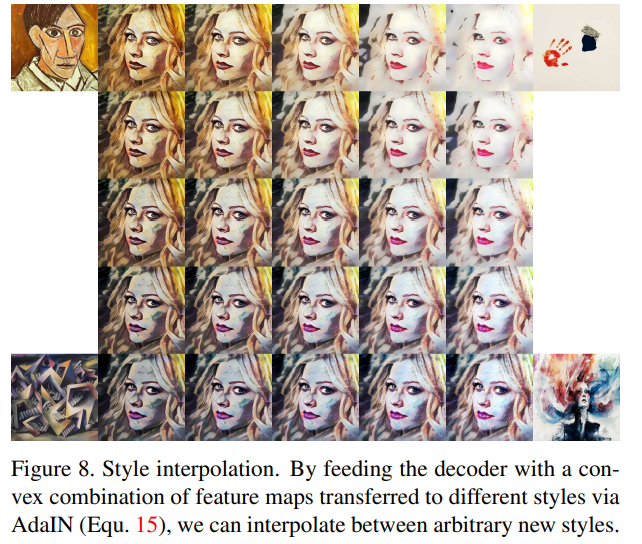 Figure 8. Style interpolation. By feeding the decoder with a con-
vex combination of feature maps transferred to different styles via
AdaIN (Equ. 15), we can interpolate between arbitrary new styles.